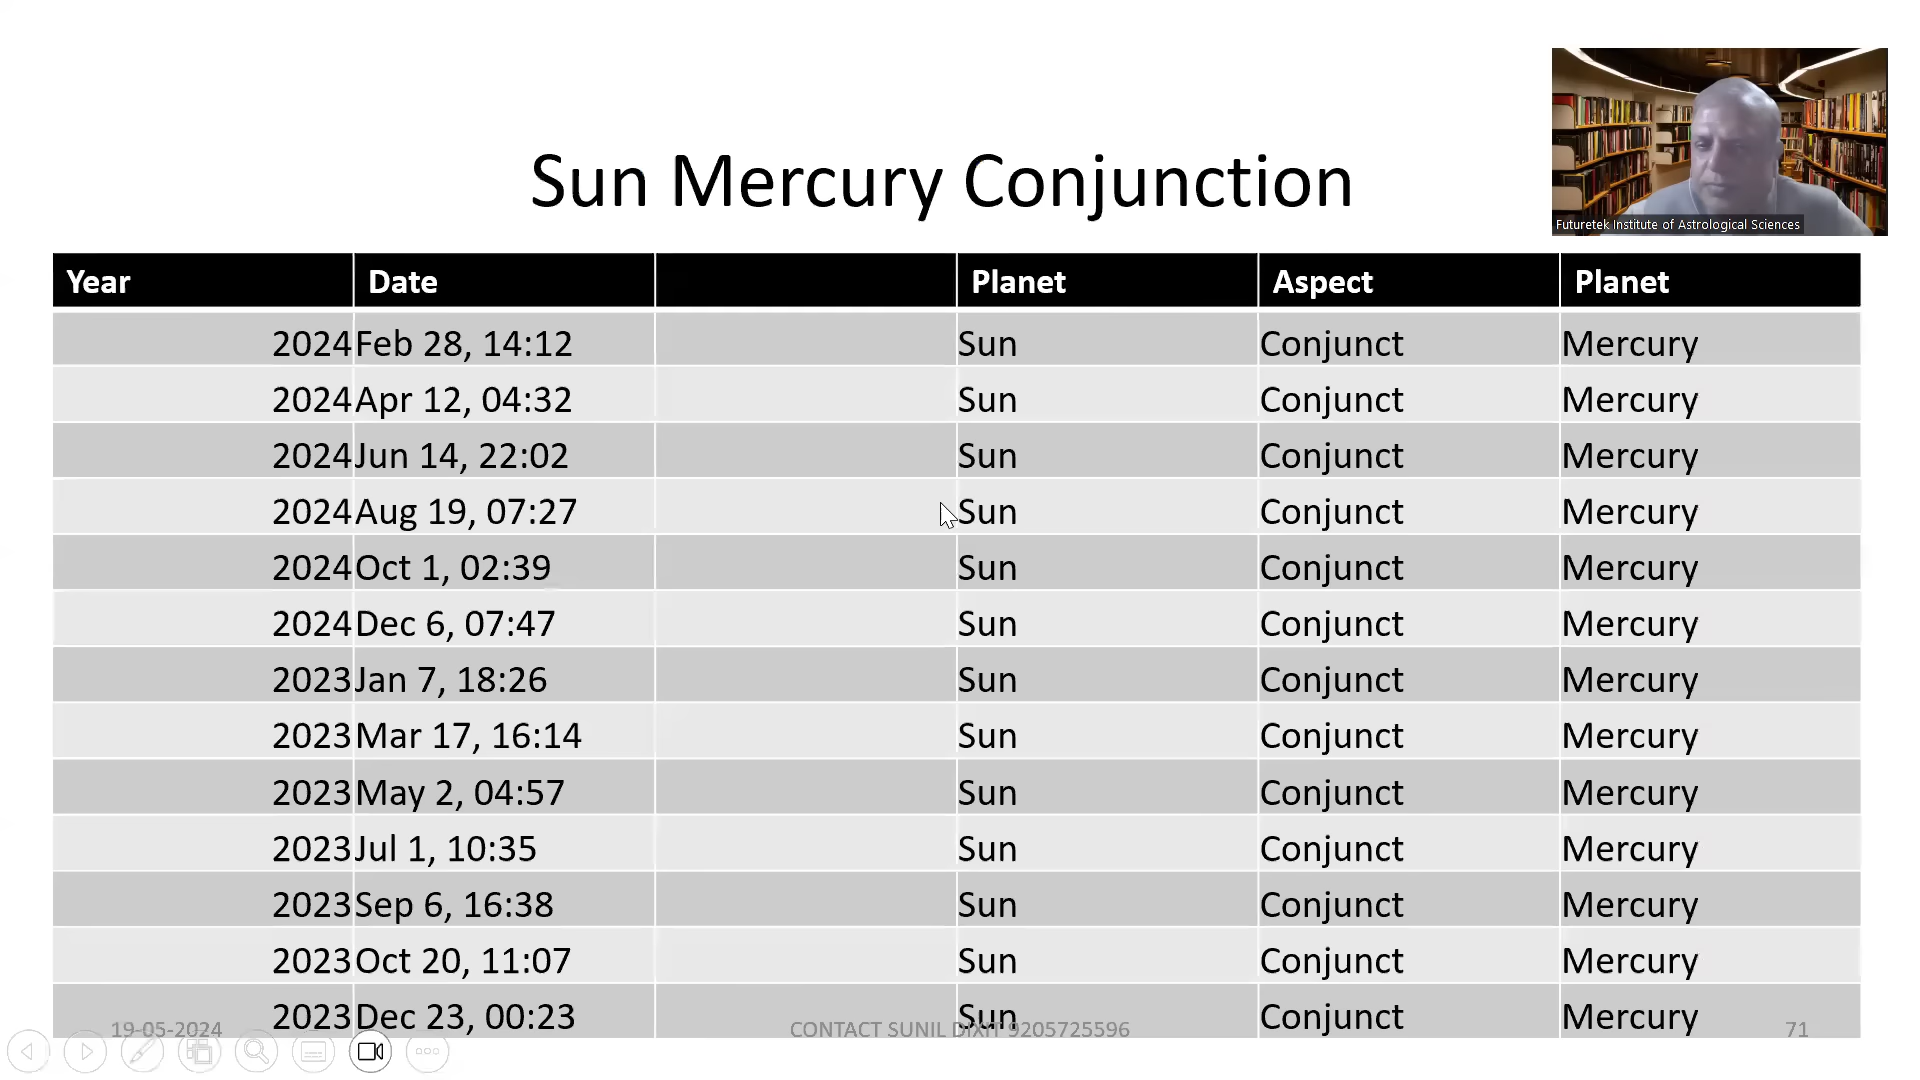 Sun Mercury Conjunction
Futuretek Institute of Astrological Sciences
Year Date Planet Aspect Planet
2024 Feb 28, 14:12 Sun Conjunct Mercury
2024 Apr 12, 04:32 Sun Conjunct Mercury
2024 Jun 14, 22:02 Sun Conjunct Mercury
2024 Aug 19, 07:27 Sun Conjunct Mercury
2024 Oct 1, 02:39 Sun Conjunct Mercury
2024 Dec 6, 07:47 Sun Conjunct Mercury
2023 Jan 7, 18:26 Sun Conjunct Mercury
2023 Mar 17, 16:14 Sun Conjunct Mercury
2023 May 2, 04:57 Sun Conjunct Mercury
2023 Jul 1, 10:35 Sun Conjunct Mercury
2023 Sep 6, 16:38 Sun Conjunct Mercury
2023 Oct 20, 11:07 Sun Conjunct Mercury
2023 Dec 23, 00:23 Sun Conjunct Mercury
19-05-2024 CONTACT SUNIL DIXIT 9205725596 71